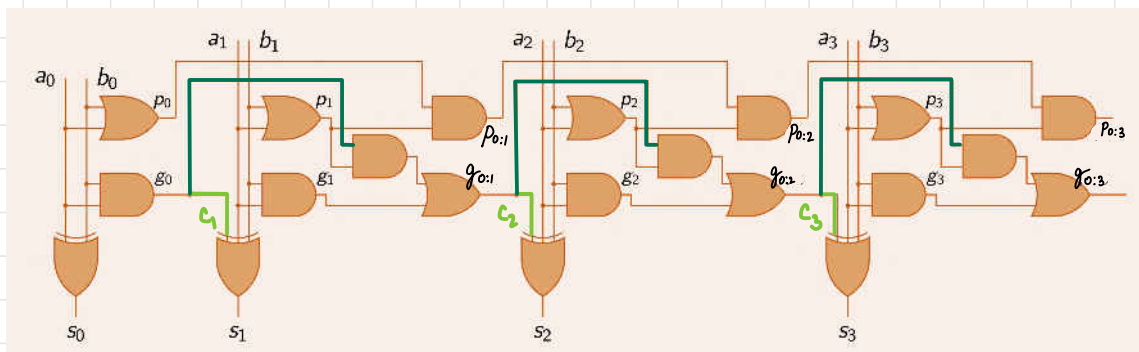 a1 b1 a2 b2 a3 b3
a0 b0
p0 p1 p2 p3
p0:1 p0:2 p0:3
g0 g1 g0:1 g2 g0:2 g3 g0:3
C1 C2 C3
s0 s1 s2 s3